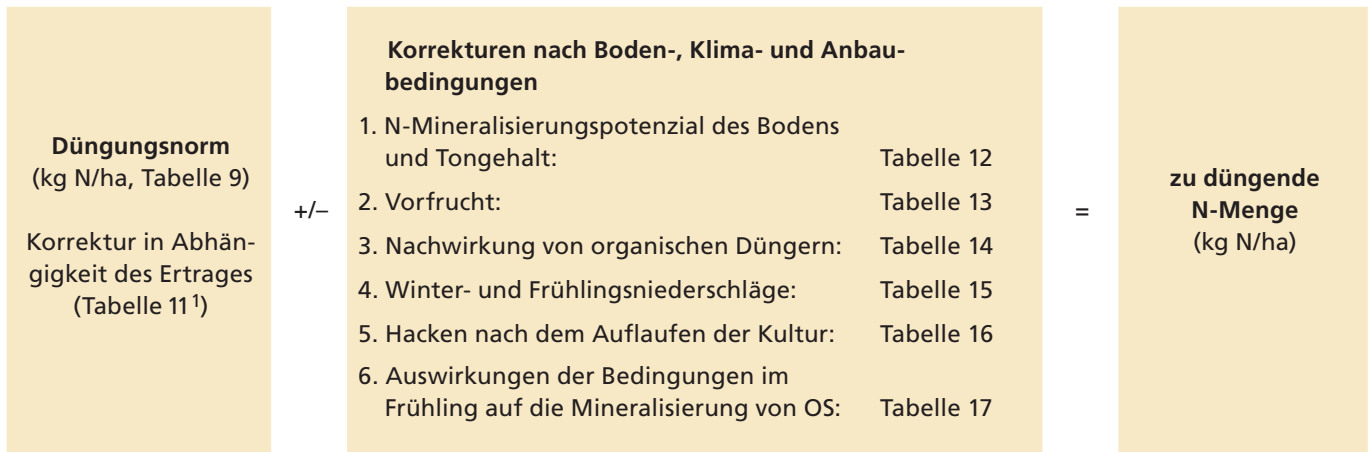 Düngungsnorm
(kg N/ha, Tabelle 9)
Korrektur in Abhän-
gigkeit des Ertrages
(Tabelle 11¹)
+/–
Korrekturen nach Boden-, Klima- und Anbau-
bedingungen
1. N-Mineralisierungspotenzial des Bodens
und Tongehalt: Tabelle 12
2. Vorfrucht: Tabelle 13
3. Nachwirkung von organischen Düngern: Tabelle 14
4. Winter- und Frühlingsniederschläge: Tabelle 15
5. Hacken nach dem Auflaufen der Kultur: Tabelle 16
6. Auswirkungen der Bedingungen im
Frühling auf die Mineralisierung von OS: Tabelle 17
=
zu düngende
N-Menge
(kg N/ha)